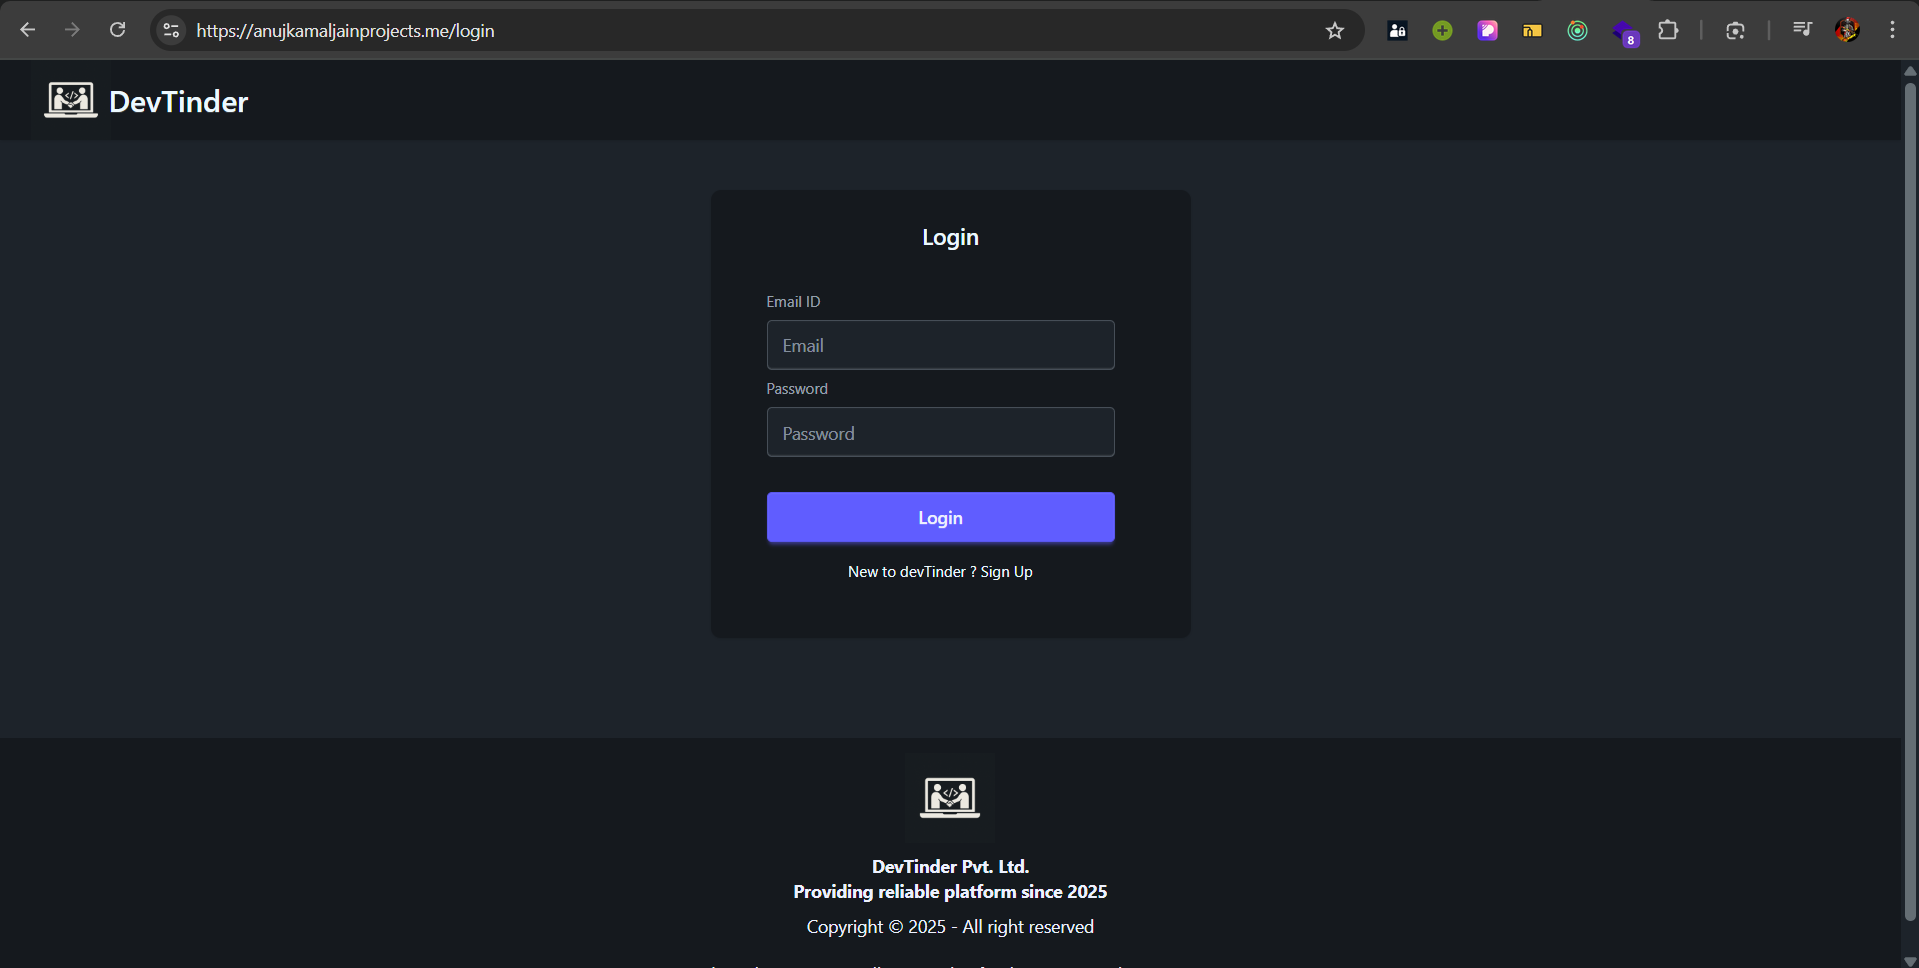 https://anujkamaljainprojects.me/login
8
DevTinder
Login
Email ID
Email
Password
Password
Login
New to devTinder ? Sign Up
DevTinder Pvt. Ltd.
Providing reliable platform since 2025
Copyright © 2025 - All right reserved